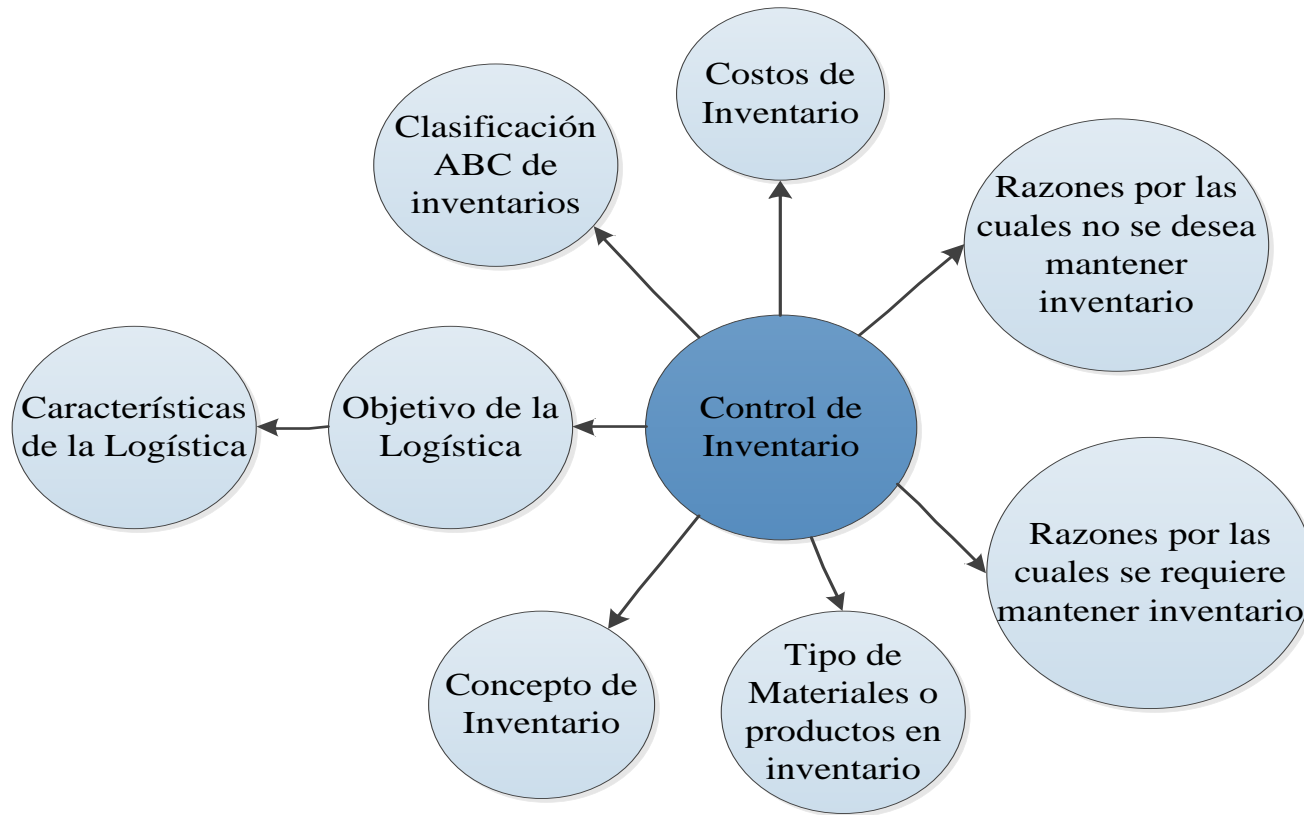 Costos de
Inventario
Clasificación
ABC de
inventarios
Razones por las
cuales no se desea
mantener
inventario
Características
de la Logística
Objetivo de la
Logística
Control de
Inventario
Razones por las
cuales se requiere
mantener inventario
Concepto de
Inventario
Tipo de
Materiales o
productos en
inventario